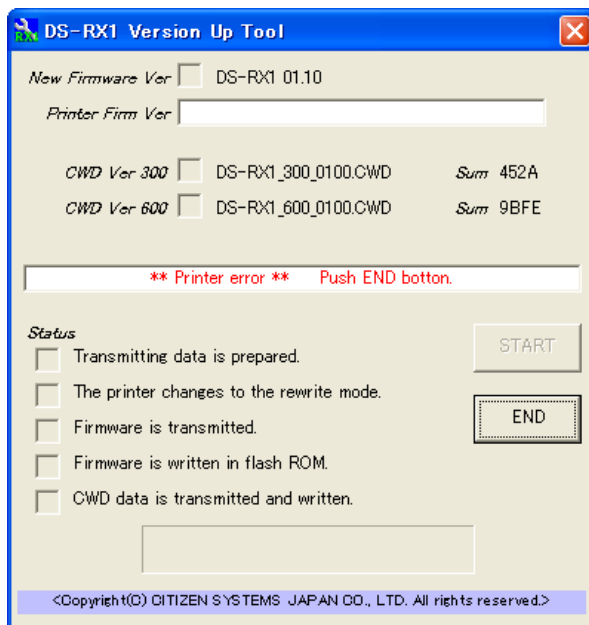 DS-RX1 Version Up Tool
New Firmware Ver DS-RX1 01.10
Printer Firm Ver
CWD Ver 300 DS-RX1_300_0100.CWD Sum 452A
CWD Ver 600 DS-RX1_600_0100.CWD Sum 9BFE
** Printer error ** Push END botton.
Status
START
Transmitting data is prepared.
The printer changes to the rewrite mode.
END
Firmware is transmitted.
Firmware is written in flash ROM.
CWD data is transmitted and written.
<Copyright(C) CITIZEN SYSTEMS JAPAN CO., LTD. All rights reserved.>